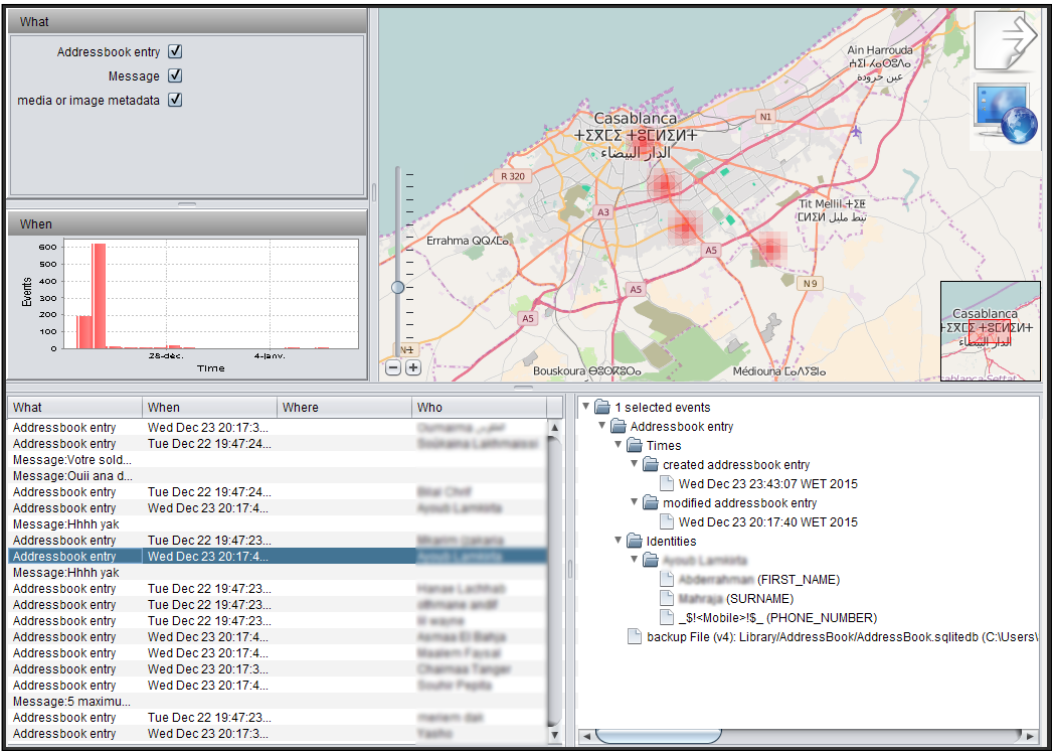 What
Addressbook entry
Message
media or image metadata
When
600
500
400
300
200
100
0
Events
28-déc.
4-janv.
Time
Ain Harrouda
عين حرودة
Casablanca
ⵜⵉⴳⵎⵉ ⵜⵓⵎⵍⵉⵍⵜ
الدار البيضاء
N1
R 320
A3
Tit Mellil
تيط مليل
Errahma
A5
A5
N9
A5
N1
Bouskoura
Médiouna
Casablanca
الدار البيضاء
Casablanca-Settat
What When Where Who
Addressbook entry Wed Dec 23 20:17:3...
Addressbook entry Tue Dec 22 19:47:24...
Message:Votre sold...
Message:Ouii ana d...
Addressbook entry Tue Dec 22 19:47:24...
Addressbook entry Wed Dec 23 20:17:4...
Message:Hhhh yak
Addressbook entry Tue Dec 22 19:47:23...
Addressbook entry Wed Dec 23 20:17:4...
Message:Hhhh yak
Addressbook entry Tue Dec 22 19:47:23...
Addressbook entry Tue Dec 22 19:47:23...
Addressbook entry Tue Dec 22 19:47:23...
Addressbook entry Wed Dec 23 20:17:4...
Addressbook entry Wed Dec 23 20:17:4...
Addressbook entry Wed Dec 23 20:17:3...
Addressbook entry Wed Dec 23 20:17:4...
Message:5 maximu...
Addressbook entry Tue Dec 22 19:47:23...
Addressbook entry Wed Dec 23 20:17:3...
1 selected events
Addressbook entry
Times
created addressbook entry
Wed Dec 23 23:43:07 WET 2015
modified addressbook entry
Wed Dec 23 20:17:40 WET 2015
Identities
(FIRST_NAME)
(SURNAME)
_$!<Mobile>!$_ (PHONE_NUMBER)
backup File (v4): Library/AddressBook/AddressBook.sqlitedb (C:\Users\